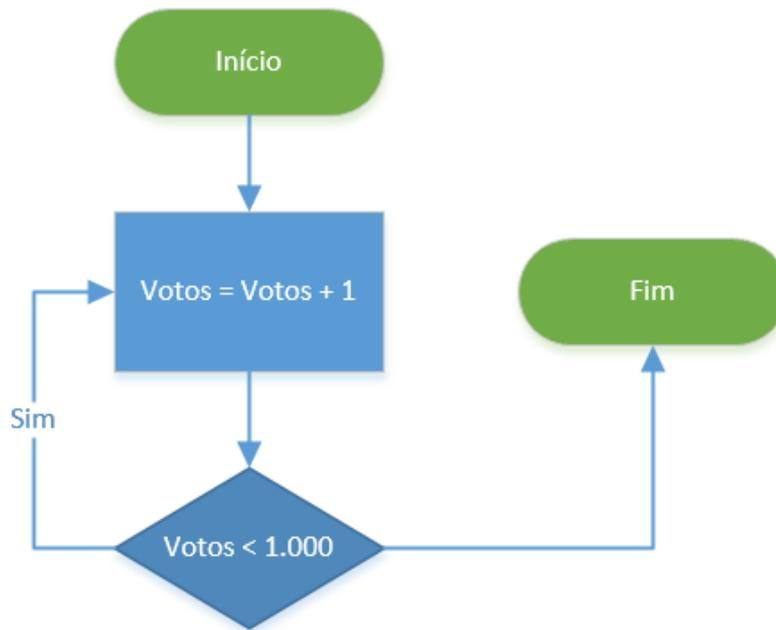 Início
Votos = Votos + 1
Fim
Sim
Votos < 1.000